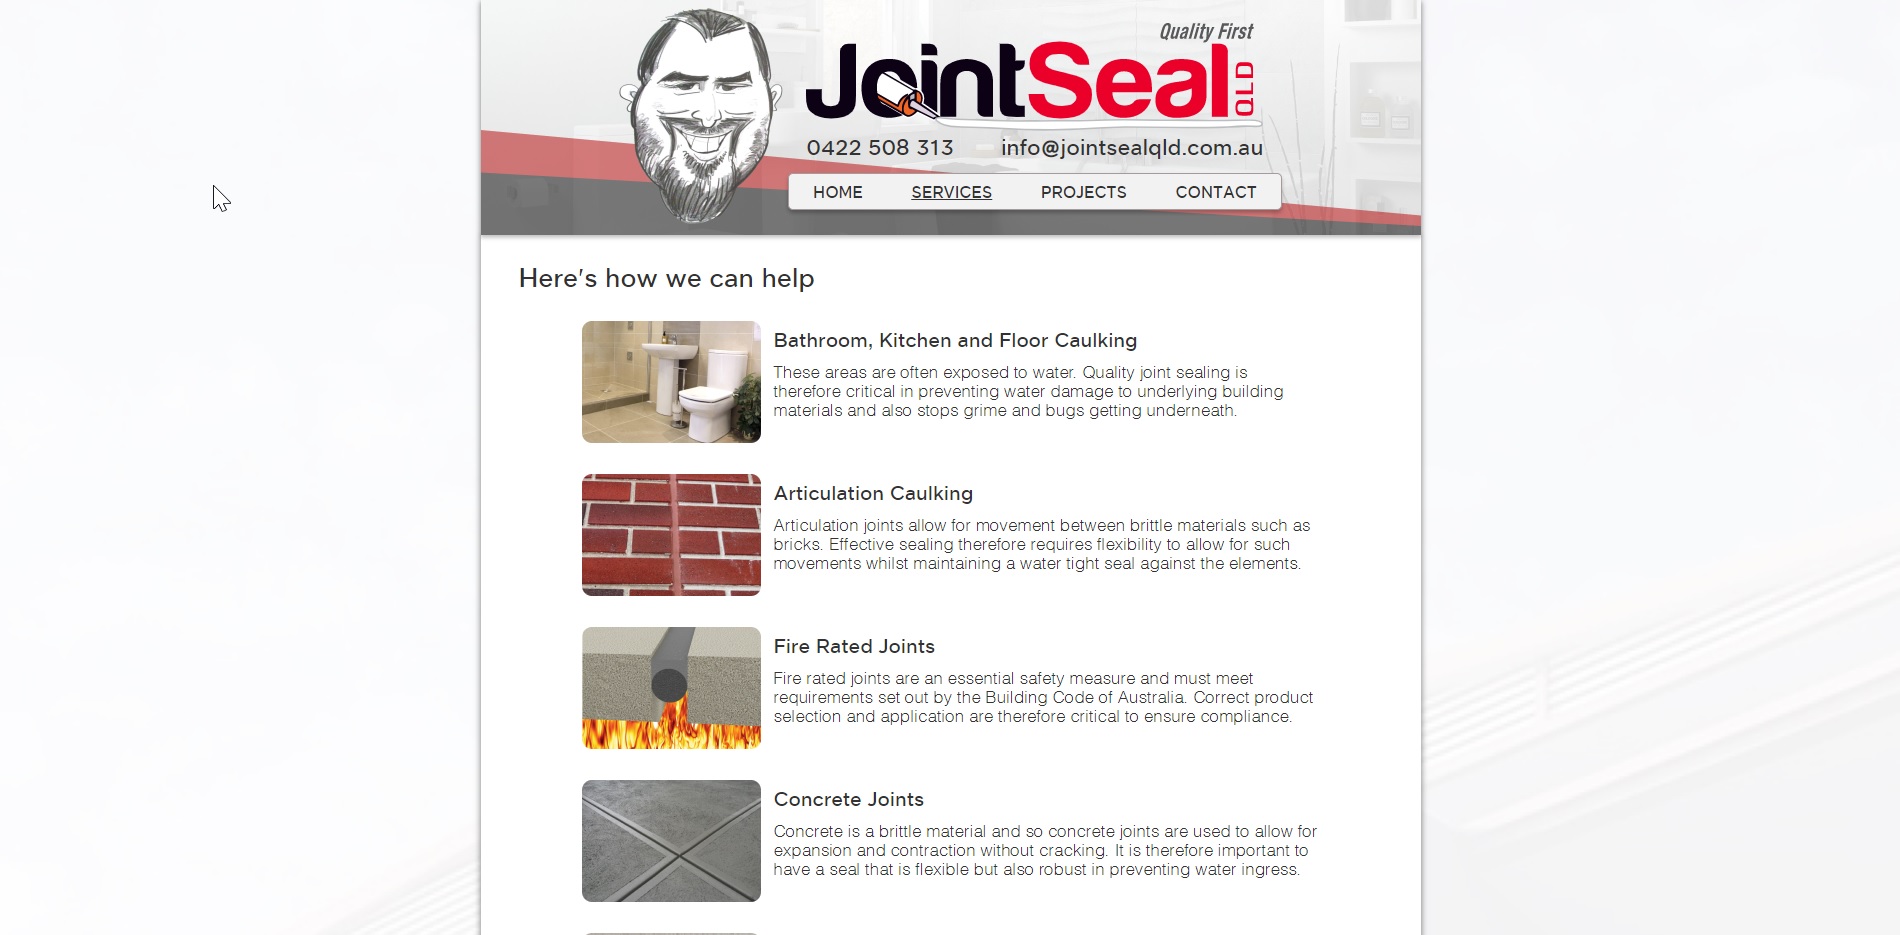 Quality First
JointSeal QLD
0422 508 313 info@jointsealqld.com.au
HOME SERVICES PROJECTS CONTACT
Here's how we can help
Bathroom, Kitchen and Floor Caulking
These areas are often exposed to water. Quality joint sealing is
therefore critical in preventing water damage to underlying building
materials and also stops grime and bugs getting underneath.
Articulation Caulking
Articulation joints allow for movement between brittle materials such as
bricks. Effective sealing therefore requires flexibility to allow for such
movements whilst maintaining a water tight seal against the elements.
Fire Rated Joints
Fire rated joints are an essential safety measure and must meet
requirements set out by the Building Code of Australia. Correct product
selection and application are therefore critical to ensure compliance.
Concrete Joints
Concrete is a brittle material and so concrete joints are used to allow for
expansion and contraction without cracking. It is therefore important to
have a seal that is flexible but also robust in preventing water ingress.